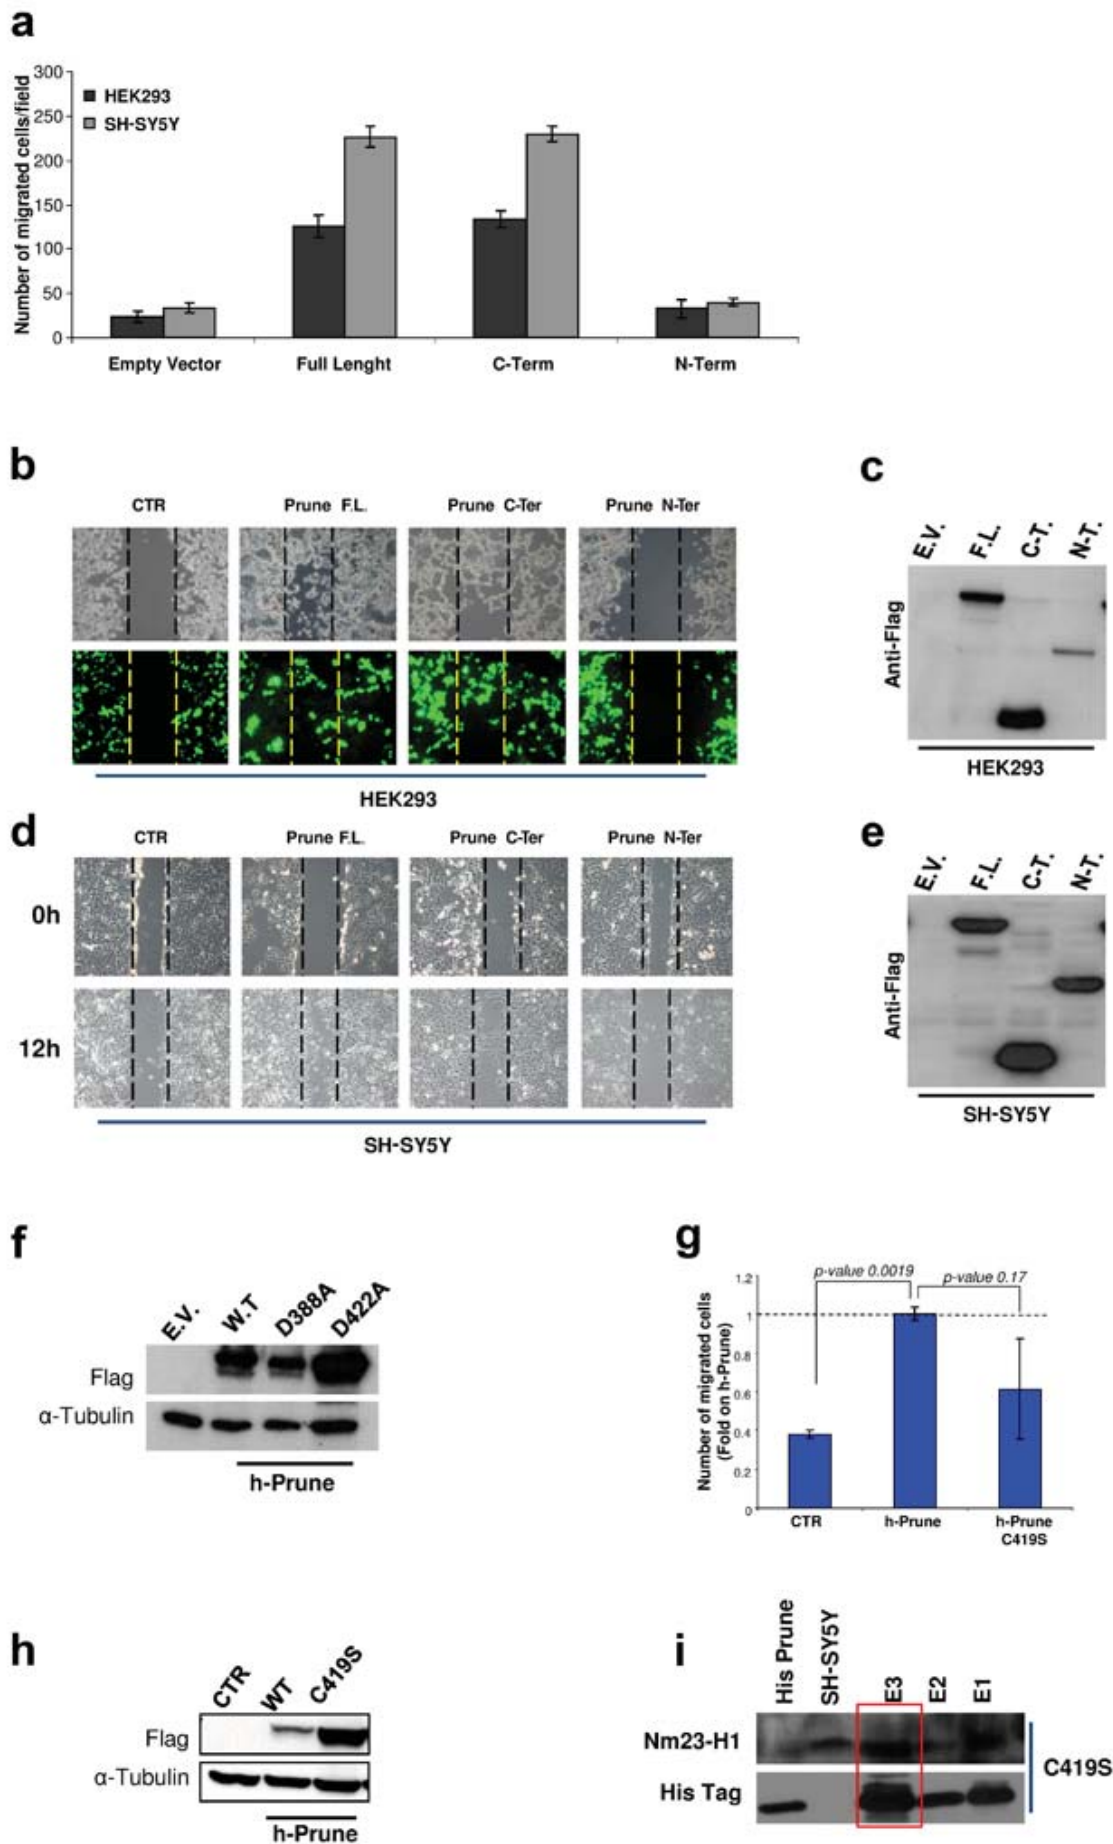 a
300
250
200
150
100
50
0
Number of migrated cells/field
HEK293
SH-SY5Y
Empty Vector Full Lenght C-Term N-Term
b
CTR Prune F.L. Prune C-Ter Prune N-Ter
HEK293
c
E.V. F.L. C-T. N-T.
Anti-Flag
HEK293
d
CTR Prune F.L. Prune C-Ter Prune N-Ter
0h
12h
SH-SY5Y
e
E.V. F.L. C-T. N-T.
Anti-Flag
SH-SY5Y
f
E.V. W.T D388A D422A
Flag
α-Tubulin
h-Prune
g
1.2
1
0.8
0.6
0.4
0.2
0
Number of migrated cells
(Fold on h-Prune)
p-value 0.0019
p-value 0.17
CTR h-Prune h-Prune
C419S
h
CTR WT C419S
Flag
α-Tubulin
h-Prune
i
His Prune SH-SY5Y E3 E2 E1
Nm23-H1
His Tag
C419S